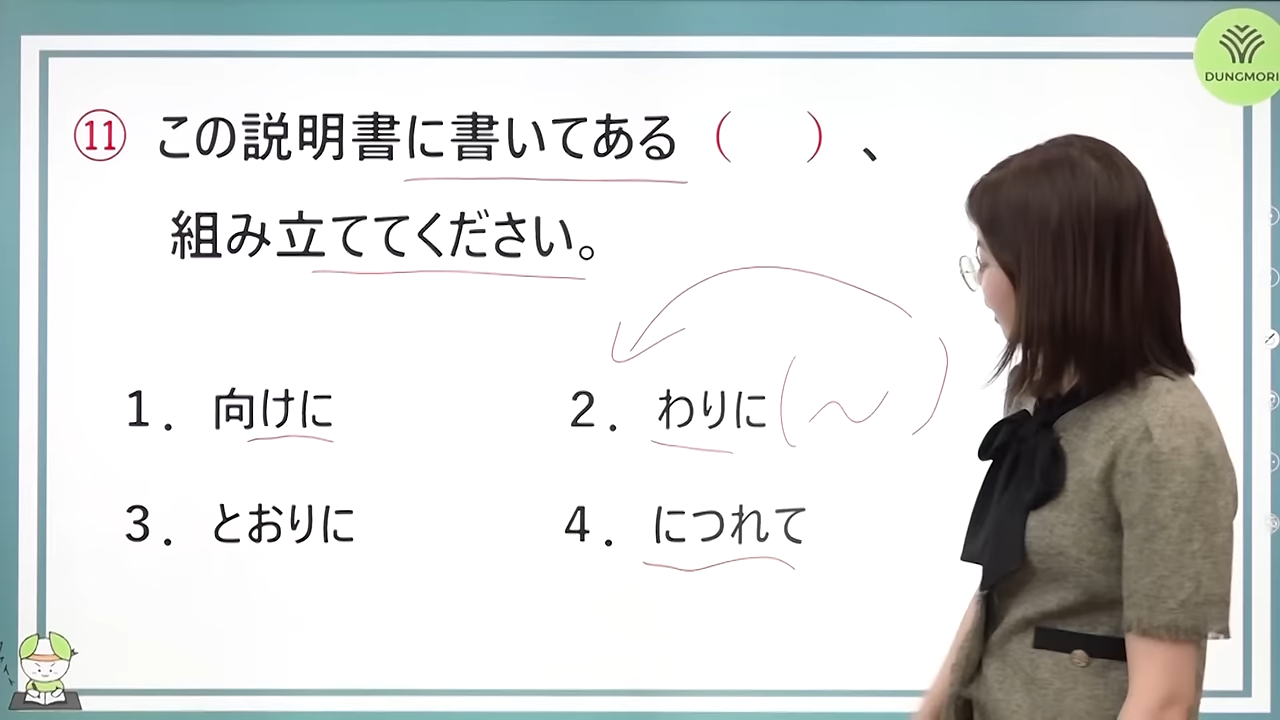 DUNGMORI
⑪ この説明書に書いてある（　）、
組み立ててください。
1．向けに
2．わりに
3．とおりに
4．につれて